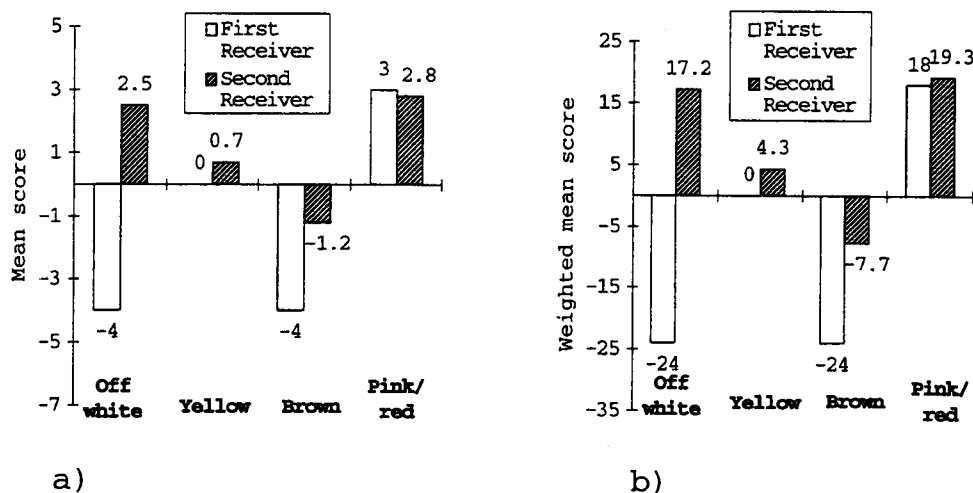 5
3
1
-1
-3
-5
-7
Mean score
First
Receiver
Second
Receiver
2.5
-4
0
0.7
-4
-1.2
3
2.8
Off
white
Yellow
Brown
Pink/
red
a)
25
15
5
-5
-15
-25
-35
Weighted mean score
First
Receiver
Second
Receiver
17.2
-24
0
4.3
-24
-7.7
18
19.3
Off
white
Yellow
Brown
Pink/
red
b)